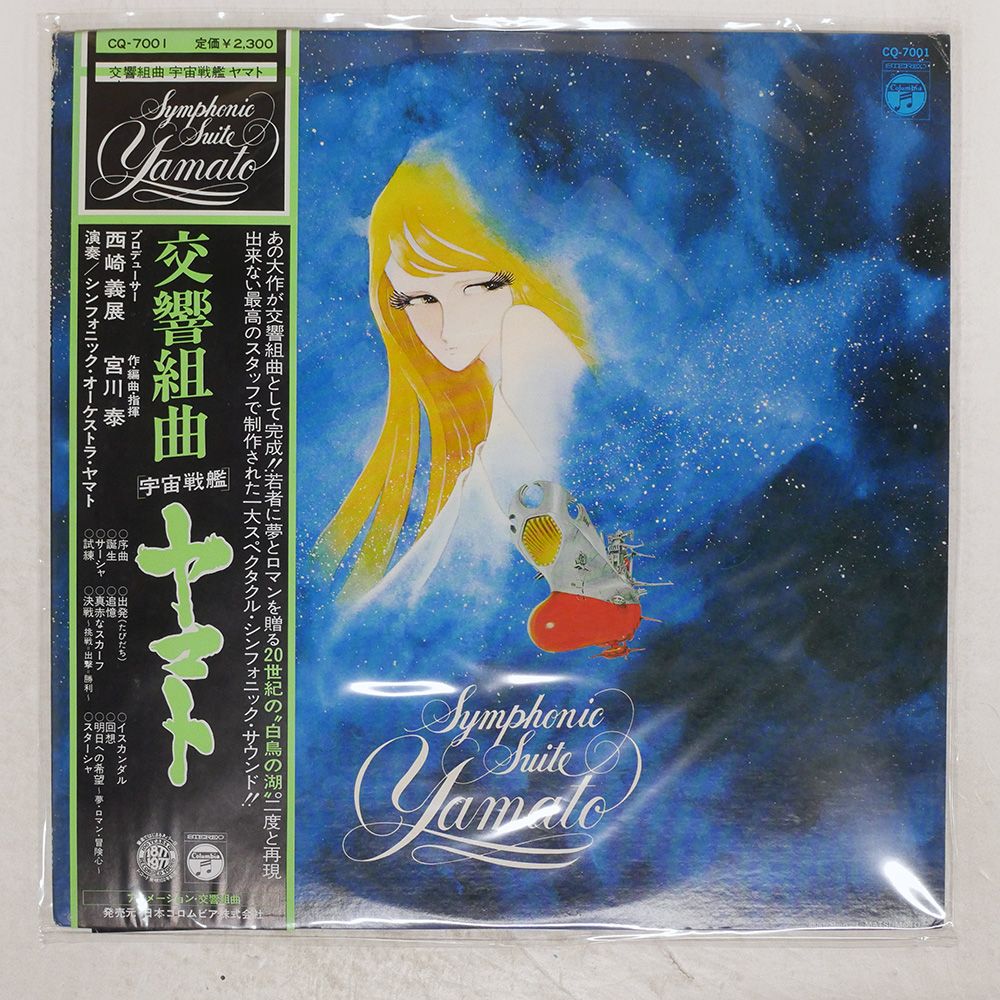 CQ-7001 定価￥2,300
交響組曲 宇宙戦艦 ヤマト
Symphonic
Suite
Yamato
あの大作が交響組曲として完成!!若者に夢とロマンを贈る20世紀の“白鳥の湖”。二度と再現
出来ない最高のスタッフで制作された一大スペクタクル・シンフォニック・サウンド!!
交響組曲
宇宙戦艦
ヤマト
プロデューサー
西崎義展
作・編曲・指揮
宮川泰
演奏/シンフォニック・オーケストラ・ヤマト
○序曲
○誕生
○サーシャ
○試練
○出発(たびだち)
○追憶
○真赤なスカーフ
○決戦～挑戦=出撃=勝利～
○イスカンダル
○回想
○明日への希望～夢・ロマン・冒険心～
○スターシャ
1877
1977
STEREO
Columbia
アニメーション・交響組曲
発売元 日本コロムビア株式会社
CQ-7001
STEREO
Columbia
Symphonic
Suite
Yamato